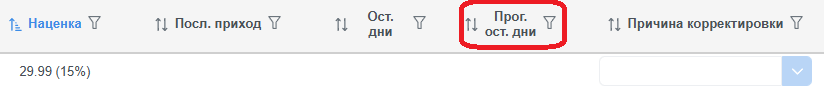 Наценка Посл. приход Ост. дни Прог. ост. дни Причина корректировки
29.99 (15%)